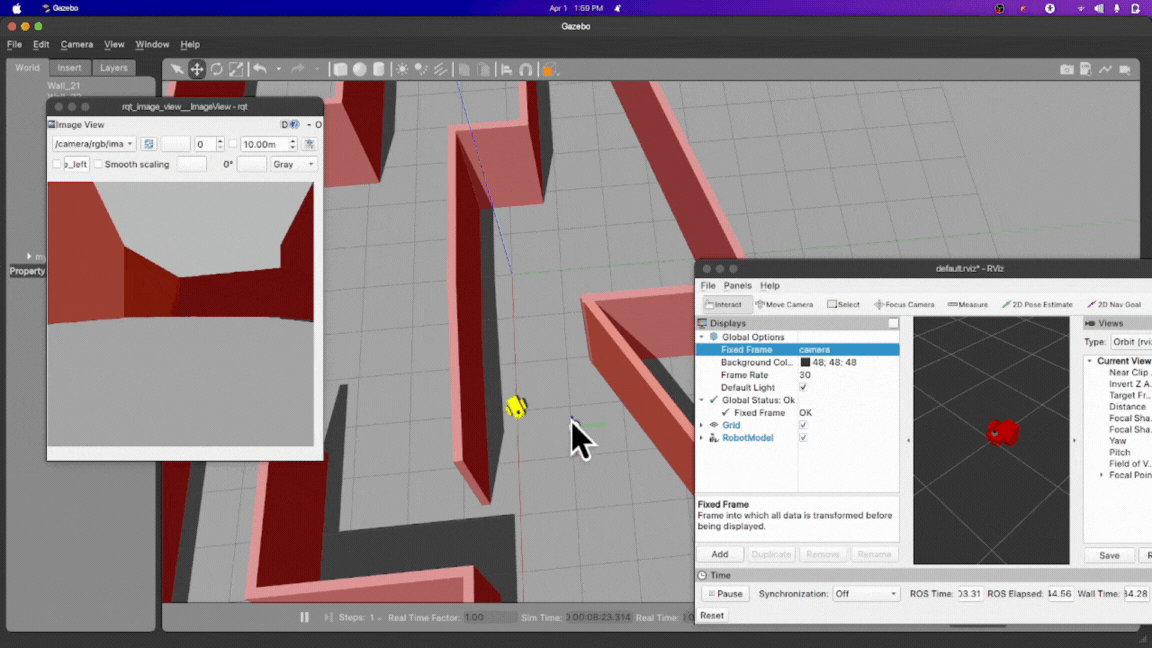 Gazebo Apr 1 1:59 PM
Gazebo
File Edit Camera View Window Help
World Insert Layers
Wall_21
Property
rqt_image_view__ImageView - rqt
Image View D - O
/camera/rgb/ima 0 10.00m
_left Smooth scaling 0° Gray
default.rviz* - RViz
File Panels Help
Interact Move Camera Select Focus Camera Measure 2D Pose Estimate 2D Nav Goal
Displays
Global Options
Fixed Frame camera
Background Col... 48; 48; 48
Frame Rate 30
Default Light
Global Status: Ok
Fixed Frame OK
Grid
RobotModel
Fixed Frame
Frame into which all data is transformed before
being displayed.
Add Duplicate Remove Rename
Views
Type: Orbit (rviz
Current View
Near Clip ...
Invert Z A...
Target Fr...
Distance
Focal Sha...
Focal Sha...
Yaw
Pitch
Field of V...
Focal Poin
Save R
Time
Pause Synchronization: Off ROS Time: 03.31 ROS Elapsed: 44.56 Wall Time: 34.28
Reset
Steps: 1 Real Time Factor: 1.00 Sim Time: 00:08:23.314 Real Time: